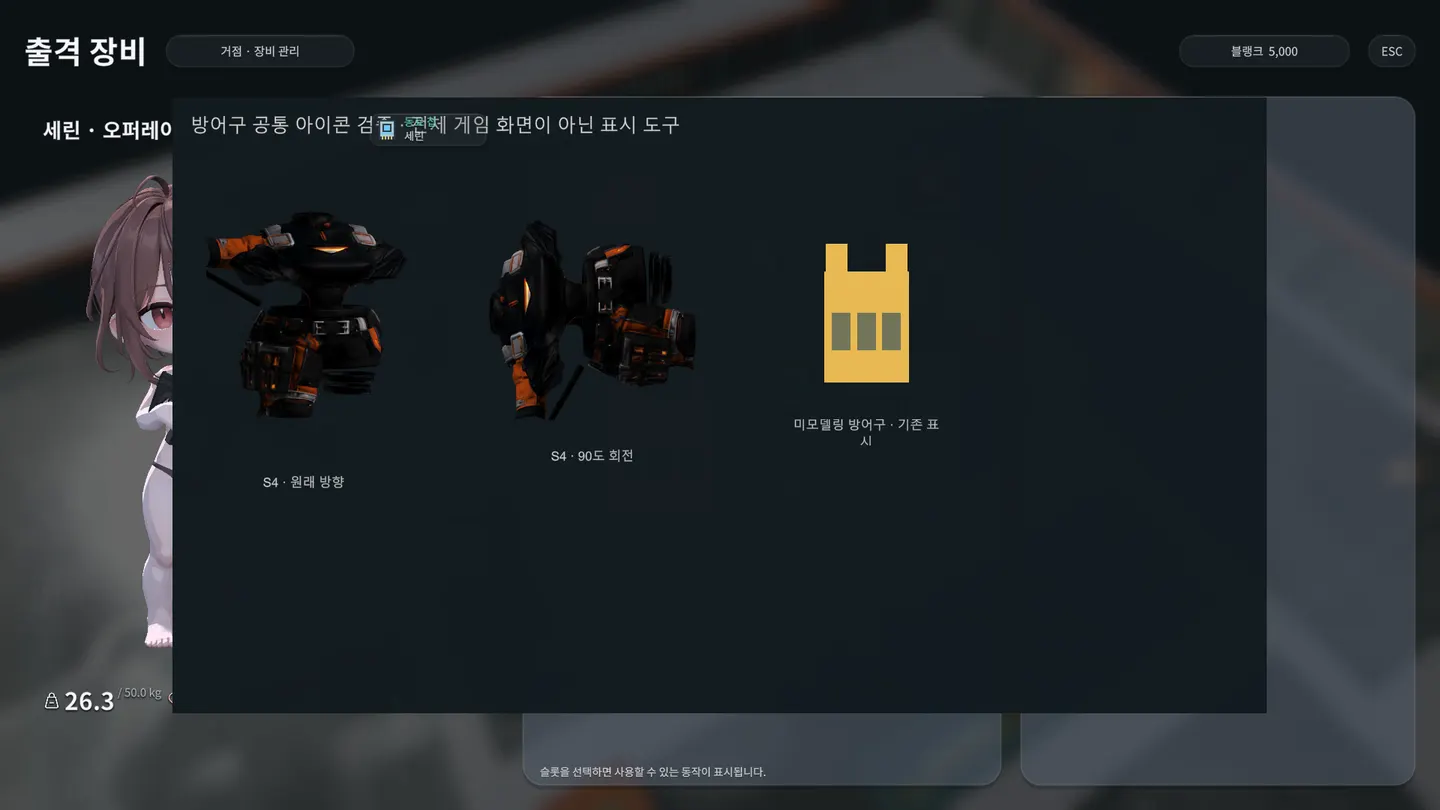 출격 장비
거점 · 장비 관리
블랭크 5,000
ESC
세린 · 오퍼레이
방어구 공통 아이콘 검증 · 실제 게임 화면이 아닌 표시 도구
세린
S4 · 원래 방향
S4 · 90도 회전
미모델링 방어구 · 기존 표
시
26.3 / 50.0 kg
슬롯을 선택하면 사용할 수 있는 동작이 표시됩니다.